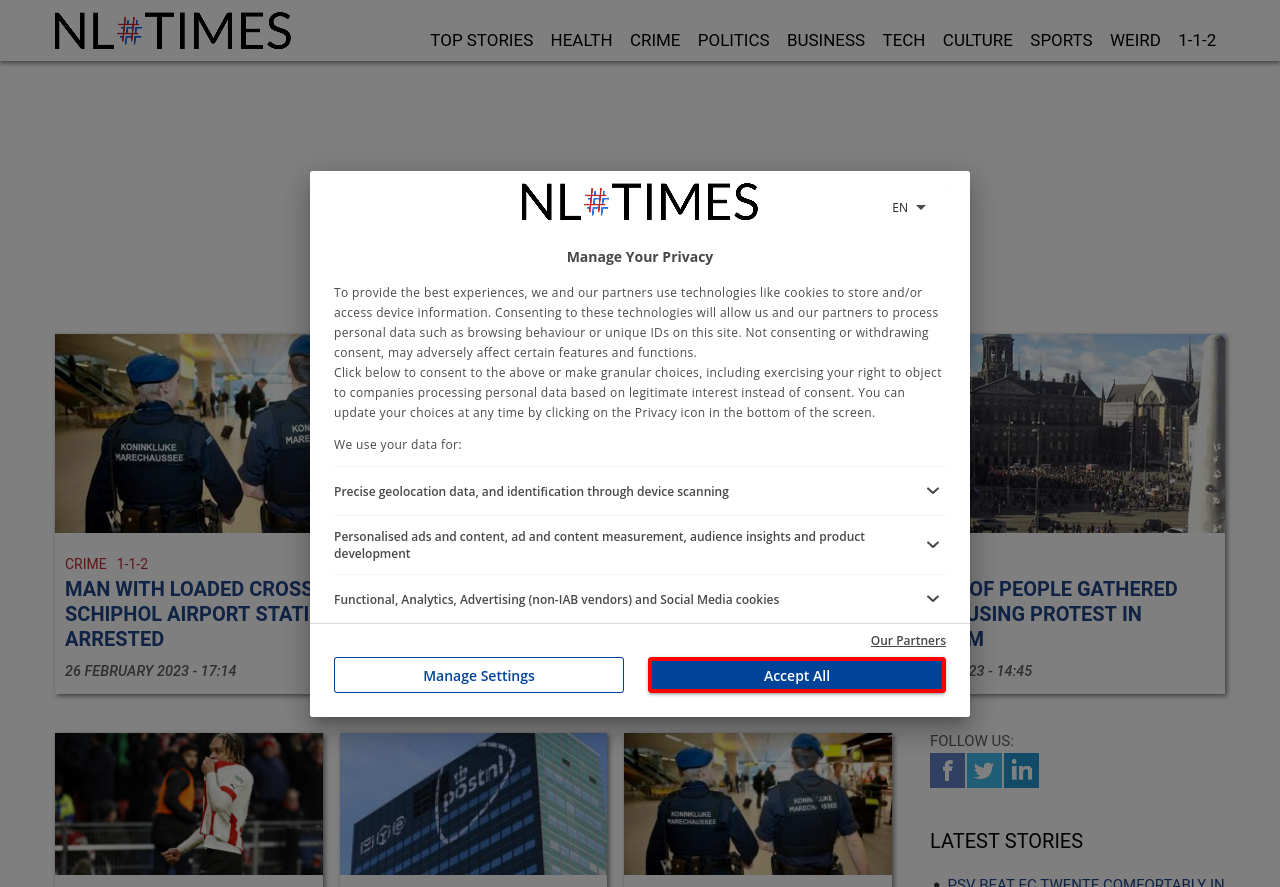 NL#TIMES
TOP STORIES HEALTH CRIME POLITICS BUSINESS TECH CULTURE SPORTS WEIRD 1-1-2
NL#TIMES
EN
Manage Your Privacy
To provide the best experiences, we and our partners use technologies like cookies to store and/or
access device information. Consenting to these technologies will allow us and our partners to process
personal data such as browsing behaviour or unique IDs on this site. Not consenting or withdrawing
consent, may adversely affect certain features and functions.
Click below to consent to the above or make granular choices, including exercising your right to object
to companies processing personal data based on legitimate interest instead of consent. You can
update your choices at any time by clicking on the Privacy icon in the bottom of the screen.
We use your data for:
Precise geolocation data, and identification through device scanning
Personalised ads and content, ad and content measurement, audience insights and product
development
Functional, Analytics, Advertising (non-IAB vendors) and Social Media cookies
Our Partners
Manage Settings
Accept All
KONINKLIJKE
MARECHAUSSEE
CRIME 1-1-2
MAN WITH LOADED CROSS
SCHIPHOL AIRPORT STATI
ARRESTED
26 FEBRUARY 2023 - 17:14
OF PEOPLE GATHERED
USING PROTEST IN
M
23 - 14:45
postnl
KONINKLIJKE
MARECHAUSSEE
FOLLOW US:
LATEST STORIES
PSV BEAT FC TWENTE COMFORTABLY IN